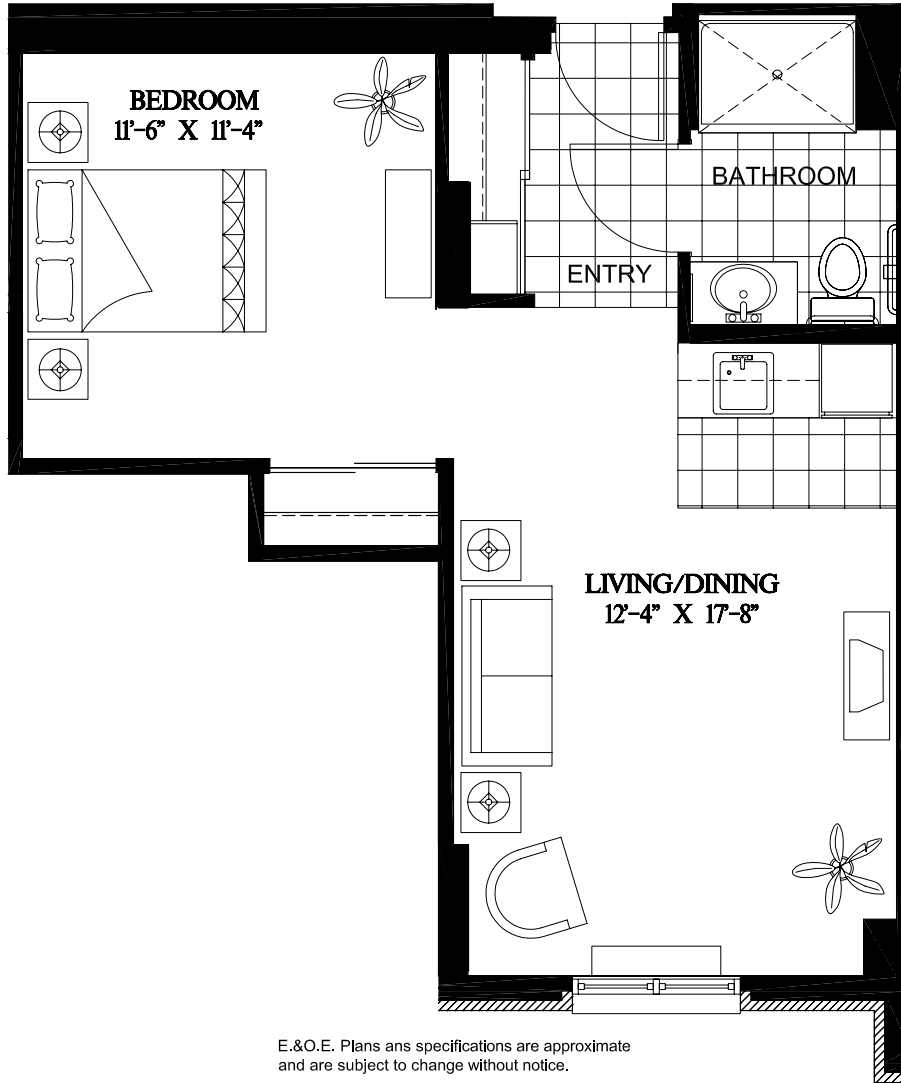 BEDROOM
11'-6" X 11'-4"
BATHROOM
ENTRY
LIVING/DINING
12'-4" X 17'-8"
E.&O.E. Plans ans specifications are approximate
and are subject to change without notice.